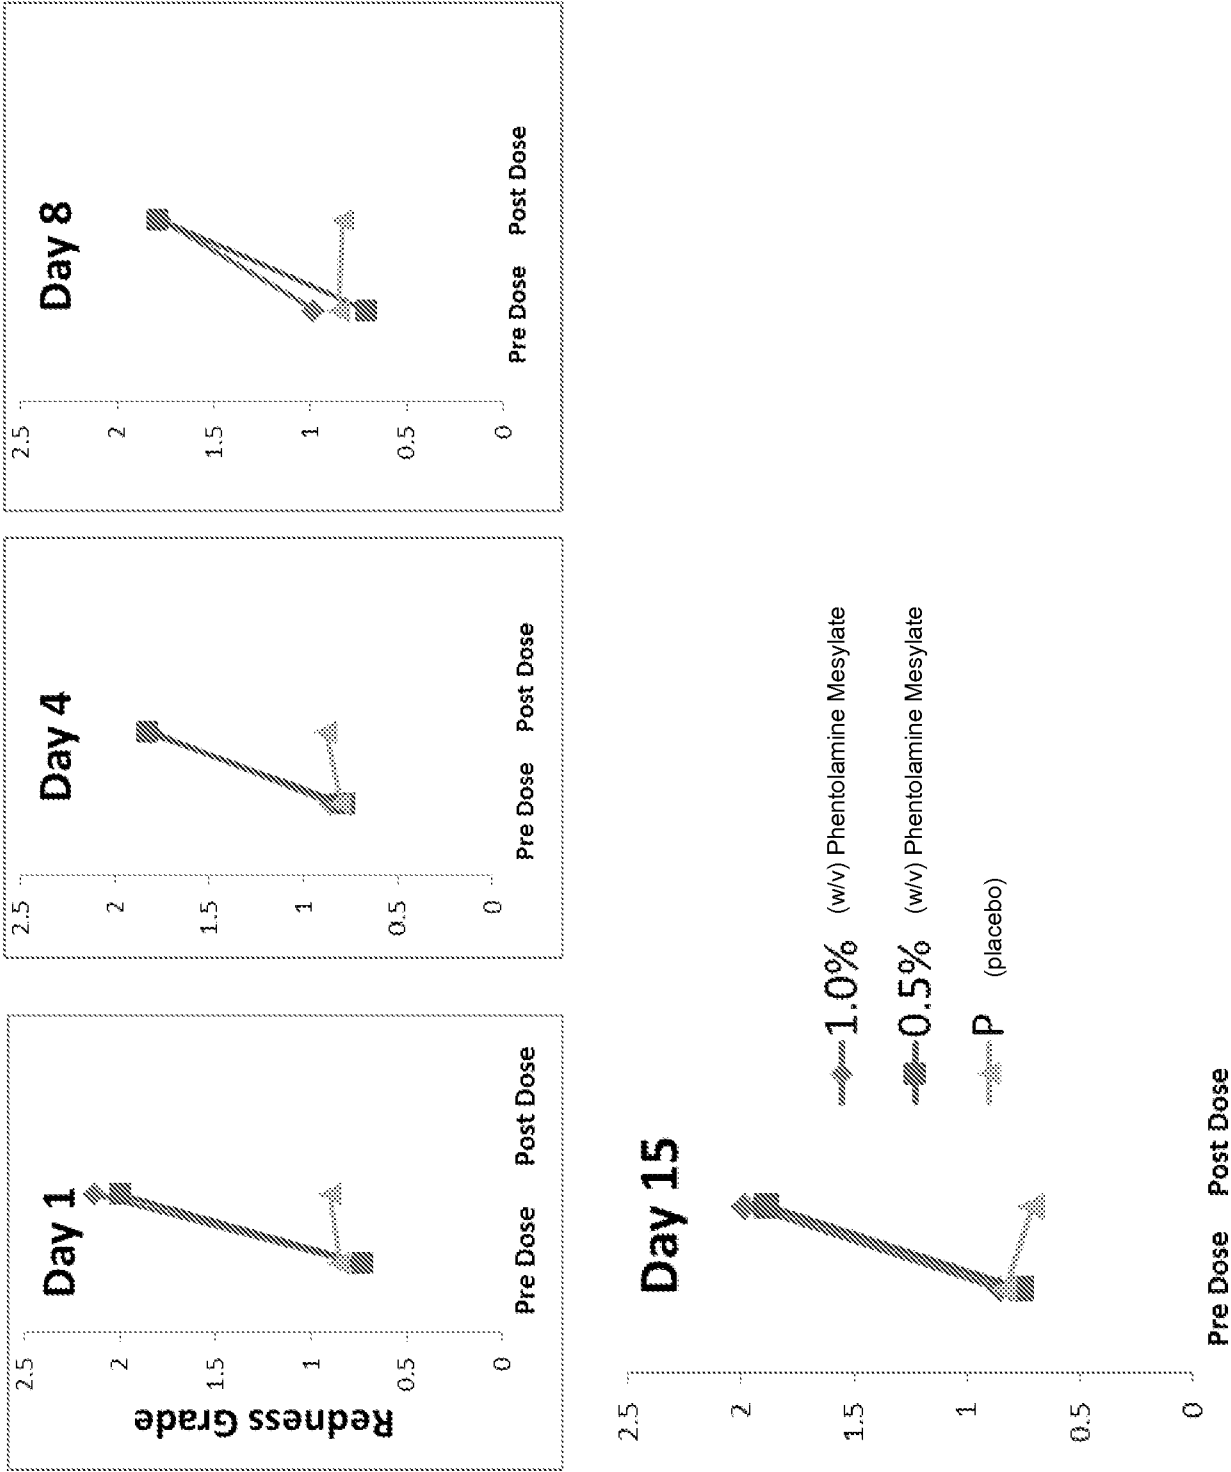 Day 1
Redness Grade
2.5
2
1.5
1
0.5
0
Pre Dose Post Dose
Day 4
2.5
2
1.5
1
0.5
0
Pre Dose Post Dose
Day 8
2.5
2
1.5
1
0.5
0
Pre Dose Post Dose
Day 15
2.5
2
1.5
1
0.5
0
Pre Dose Post Dose
1.0% (w/v) Phentolamine Mesylate
0.5% (w/v) Phentolamine Mesylate
P (placebo)